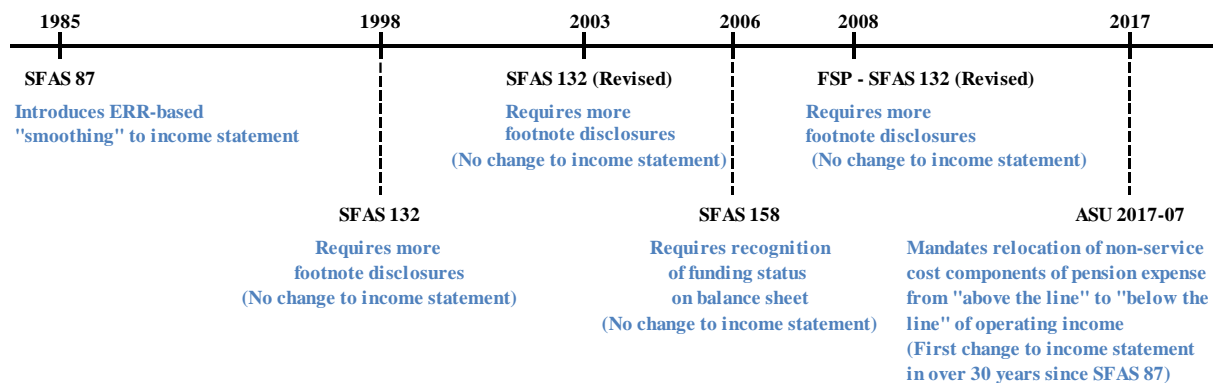 1985
1998
2003
2006
2008
2017
SFAS 87
Introduces ERR-based
"smoothing" to income statement
SFAS 132
Requires more
footnote disclosures
(No change to income statement)
SFAS 132 (Revised)
Requires more
footnote disclosures
(No change to income statement)
SFAS 158
Requires recognition
of funding status
on balance sheet
(No change to income statement)
FSP - SFAS 132 (Revised)
Requires more
footnote disclosures
(No change to income statement)
ASU 2017-07
Mandates relocation of non-service
cost components of pension expense
from "above the line" to "below the
line" of operating income
(First change to income statement
in over 30 years since SFAS 87)